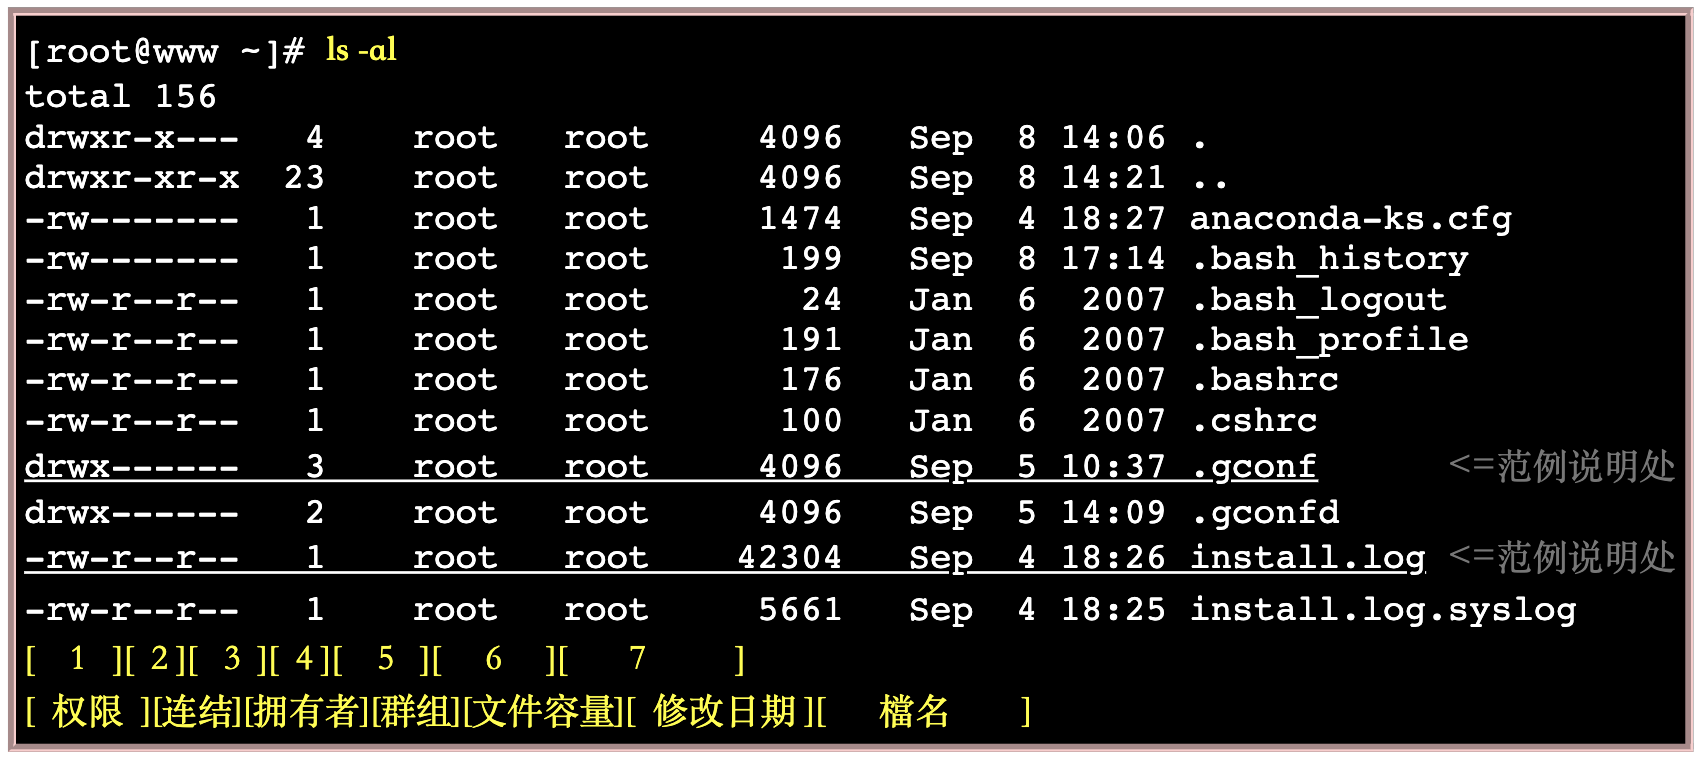 [root@www ~]# ls -al
total 156
drwxr-x---   4    root   root     4096   Sep  8 14:06 .
drwxr-xr-x  23    root   root     4096   Sep  8 14:21 ..
-rw-------   1    root   root     1474   Sep  4 18:27 anaconda-ks.cfg
-rw-------   1    root   root      199   Sep  8 17:14 .bash_history
-rw-r--r--   1    root   root       24   Jan  6  2007 .bash_logout
-rw-r--r--   1    root   root      191   Jan  6  2007 .bash_profile
-rw-r--r--   1    root   root      176   Jan  6  2007 .bashrc
-rw-r--r--   1    root   root      100   Jan  6  2007 .cshrc
drwx------   3    root   root     4096   Sep  5 10:37 .gconf      <=范例说明处
drwx------   2    root   root     4096   Sep  5 14:09 .gconfd
-rw-r--r--   1    root   root    42304   Sep  4 18:26 install.log <=范例说明处
-rw-r--r--   1    root   root     5661   Sep  4 18:25 install.log.syslog
[   1   ][ 2 ][   3  ][  4 ][    5   ][     6     ][       7          ]
[  权限  ][连结][拥有者][群组][文件容量][  修改日期 ][      檔名        ]